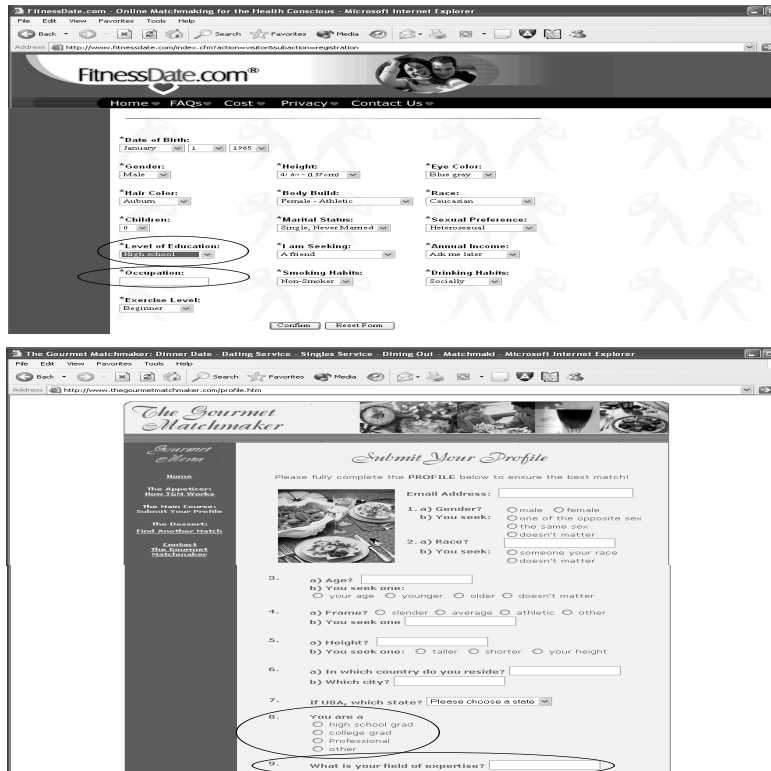 FitnessDate.com - Online Matchmaking for the Health Conscious - Microsoft Internet Explorer
File Edit View Favorites Tools Help
Back Search Favorites Media
Address http://www.fitnessdate.com/index.cfm?action=visitor&subaction=registration
FitnessDate.com®
Home FAQs Cost Privacy Contact Us
*Date of Birth:
January 1 1985
*Gender: *Height: *Eye Color:
Male (137cm) Blue gray
*Hair Color: *Body Build: *Race:
Auburn Female - Athletic Caucasian
*Children: *Marital Status: *Sexual Preference:
0 Single, Never Married Heterosexual
*Level of Education: *I am Seeking: *Annual Income:
High school A friend Ask me later
*Occupation: *Smoking Habits: *Drinking Habits:
Non-Smoker Socially
*Exercise Level:
Beginner
Confirm Reset Form
The Gourmet Matchmaker: Dinner Date - Dating Service - Singles Service - Dining Out - Matchmaki - Microsoft Internet Explorer
File Edit View Favorites Tools Help
Back Search Favorites Media
Address http://www.thegourmetmatchmaker.com/profile.htm
The Gourmet
Matchmaker
Gourmet
Menu
Home
The Appetizer:
How TGM Works
The Main Course:
Submit Your Profile
The Dessert:
Find Another Match
Contact
The Gourmet
Matchmaker
Submit Your Profile
Please fully complete the PROFILE below to ensure the best match!
Email Address:
1. a) Gender? male female
b) You seek: one of the opposite sex
the same sex
doesn't matter
2. a) Race?
b) You seek: someone your race
doesn't matter
3. a) Age?
b) You seek one:
your age younger older doesn't matter
4. a) Frame? slender average athletic other
b) You seek one
5. a) Height?
b) You seek one: taller shorter your height
6. a) In which country do you reside?
b) Which city?
7. If USA, which state? Please choose a state
8. You are a
high school grad
college grad
Professional
other
9. What is your field of expertise?